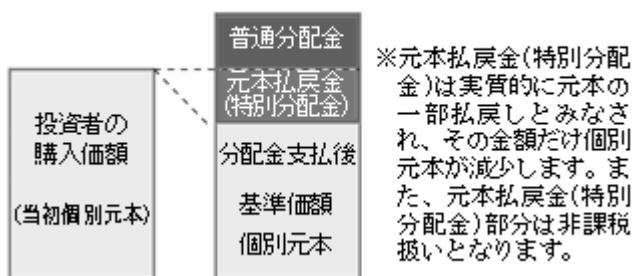 普通分配金
元本払戻金
(特別分配金)
投資者の
購入価額
(当初個別元本)
分配金支払後
基準価額
個別元本
※元本払戻金(特別分配
金)は実質的に元本の
一部払戻しとみなさ
れ、その金額だけ個別
元本が減少します。ま
た、元本払戻金(特別
分配金)部分は非課税
扱いとなります。